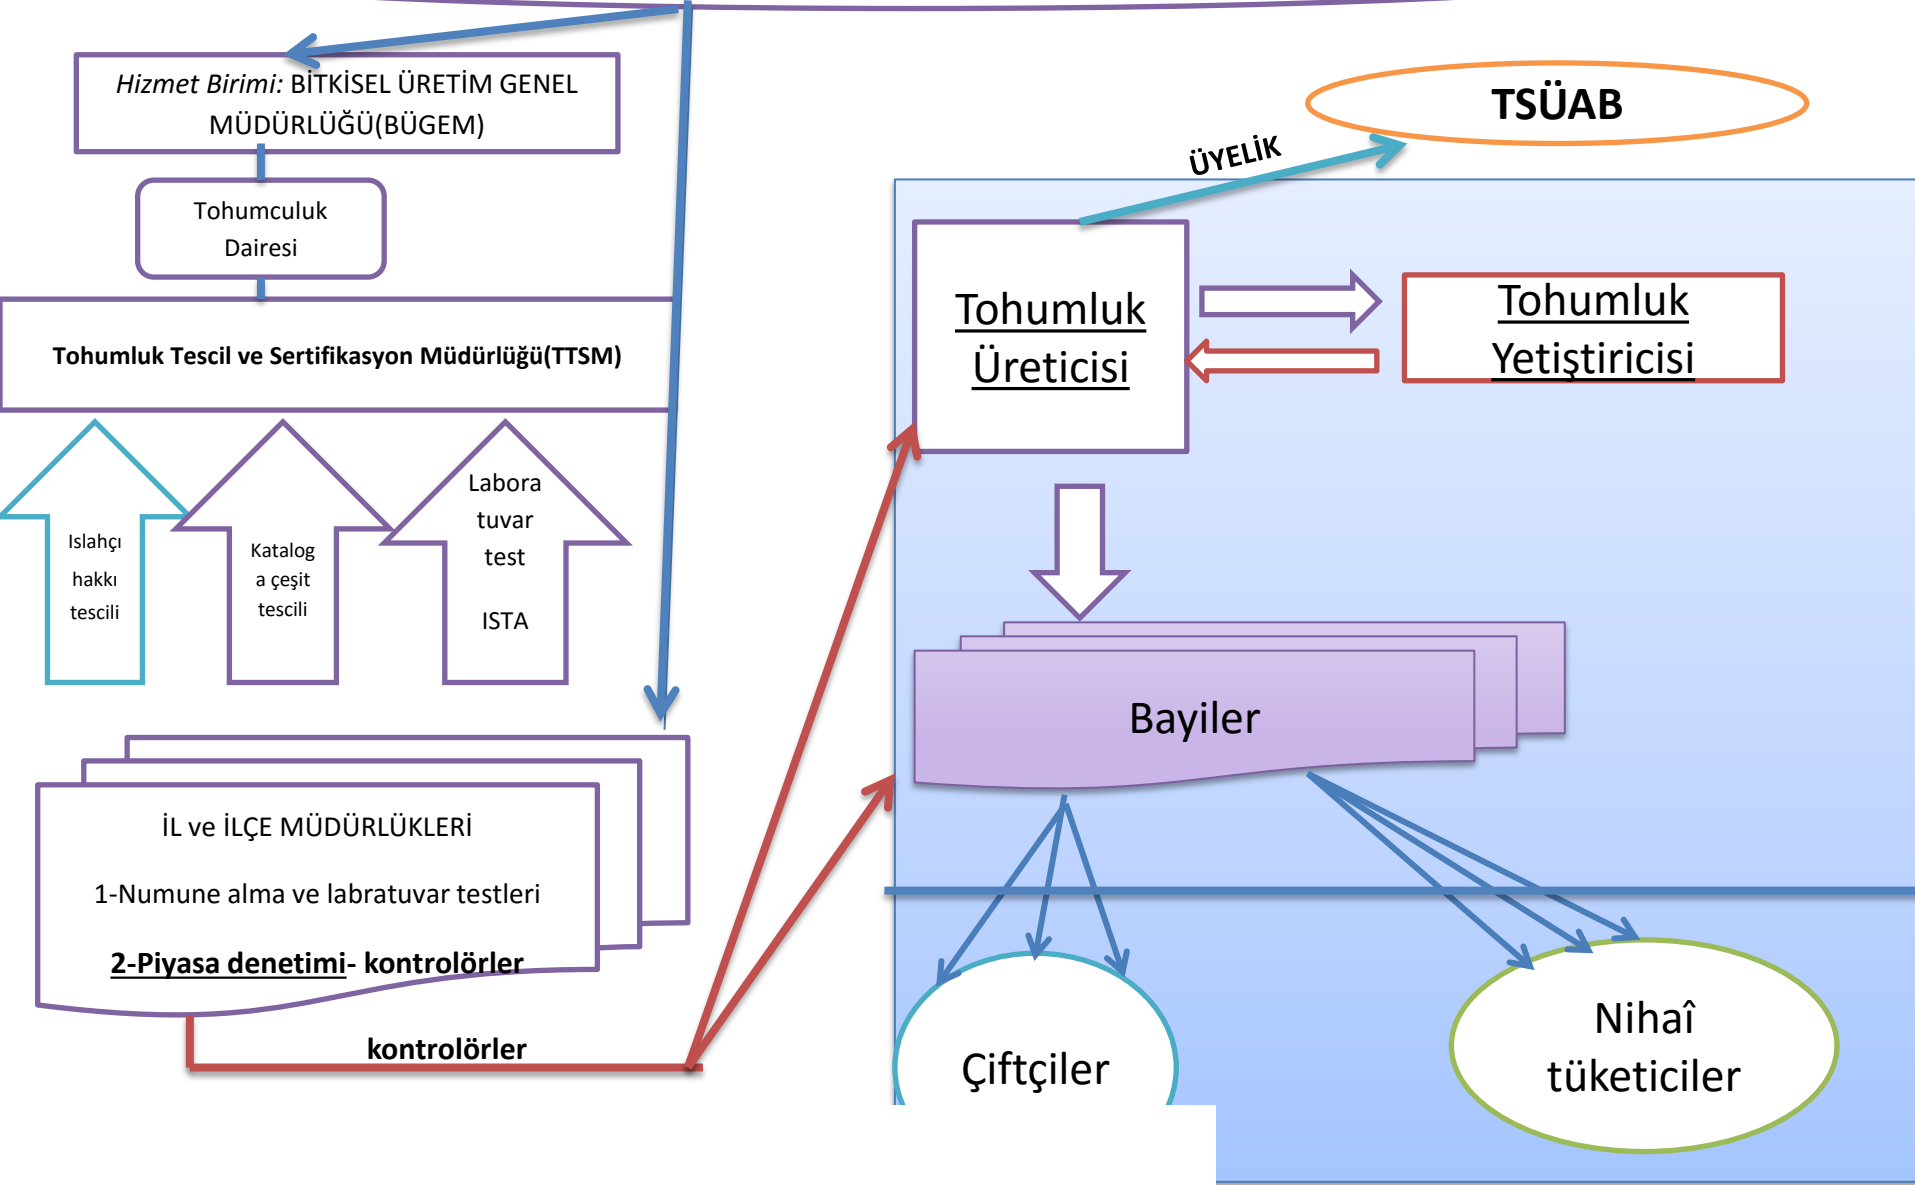 Hizmet Birimi: BİTKİSEL ÜRETİM GENEL
MÜDÜRLÜĞÜ(BÜGEM)
Tohumculuk
Dairesi
Tohumluk Tescil ve Sertifikasyon Müdürlüğü(TTSM)
Islahçı
hakkı
tescili
Katalog
a çeşit
tescili
Labora
tuvar
test
ISTA
İL ve İLÇE MÜDÜRLÜKLERİ
1-Numune alma ve labratuvar testleri
2-Piyasa denetimi- kontrolörler
kontrolörler
TSÜAB
ÜYELİK
Tohumluk
Üreticisi
Tohumluk
Yetiştiricisi
Bayiler
Çiftçiler
Nihaî
tüketiciler